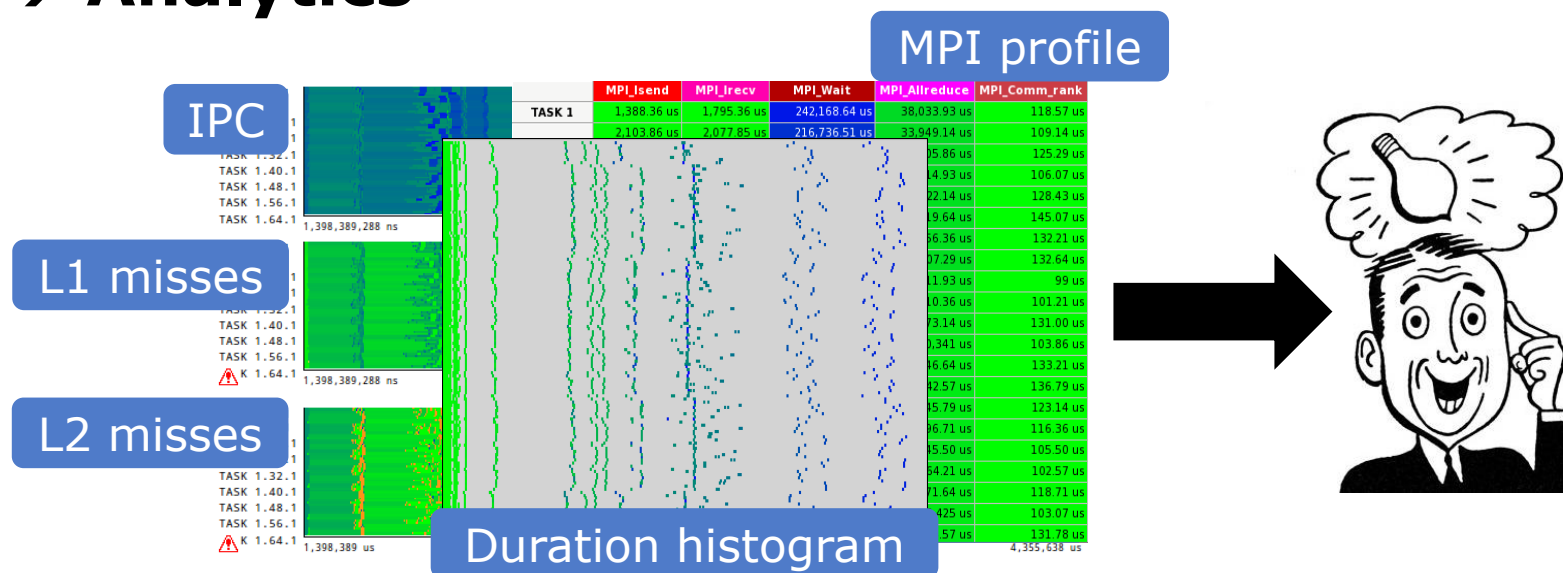 Analytics
MPI profile
IPC
MPI_Isend MPI_Irecv MPI_Wait MPI_Allreduce MPI_Comm_rank
TASK 1 1,388.36 us 1,795.36 us 242,168.64 us 38,033.93 us 118.57 us
2,103.86 us 2,077.85 us 216,736.51 us 33,949.14 us 109.14 us
125.29 us
TASK 1.40.1 106.07 us
TASK 1.48.1 128.43 us
TASK 1.56.1 145.07 us
TASK 1.64.1
1,398,389,288 ns
132.21 us
132.64 us
L1 misses
99 us
101.21 us
TASK 1.40.1 131.00 us
TASK 1.48.1 103.86 us
TASK 1.56.1 133.21 us
K 1.64.1
1,398,389,288 ns
136.79 us
123.14 us
L2 misses
116.36 us
105.50 us
TASK 1.32.1 102.57 us
TASK 1.40.1 118.71 us
TASK 1.48.1 103.07 us
TASK 1.56.1 131.78 us
K 1.64.1
1,398,389 us
4,355,638 us
Duration histogram